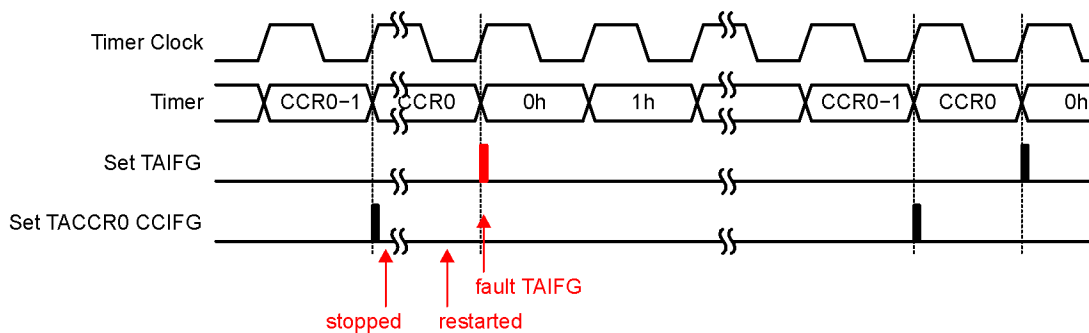 Timer Clock
Timer CCR0−1 CCR0 0h 1h CCR0−1 CCR0 0h
Set TAIFG
Set TACCR0 CCIFG
fault TAIFG
stopped restarted